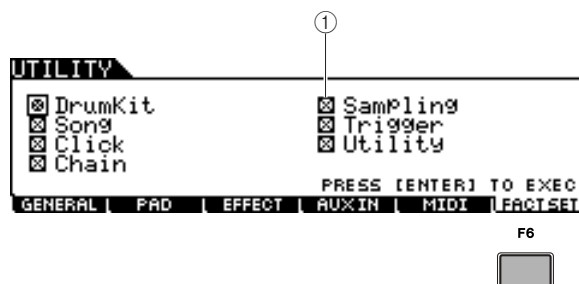 ①
UTILITY
DrumKit Sampling
Song Trigger
Click Utility
Chain
PRESS [ENTER] TO EXEC
GENERAL PAD EFFECT AUXIN MIDI FACTSET
F6